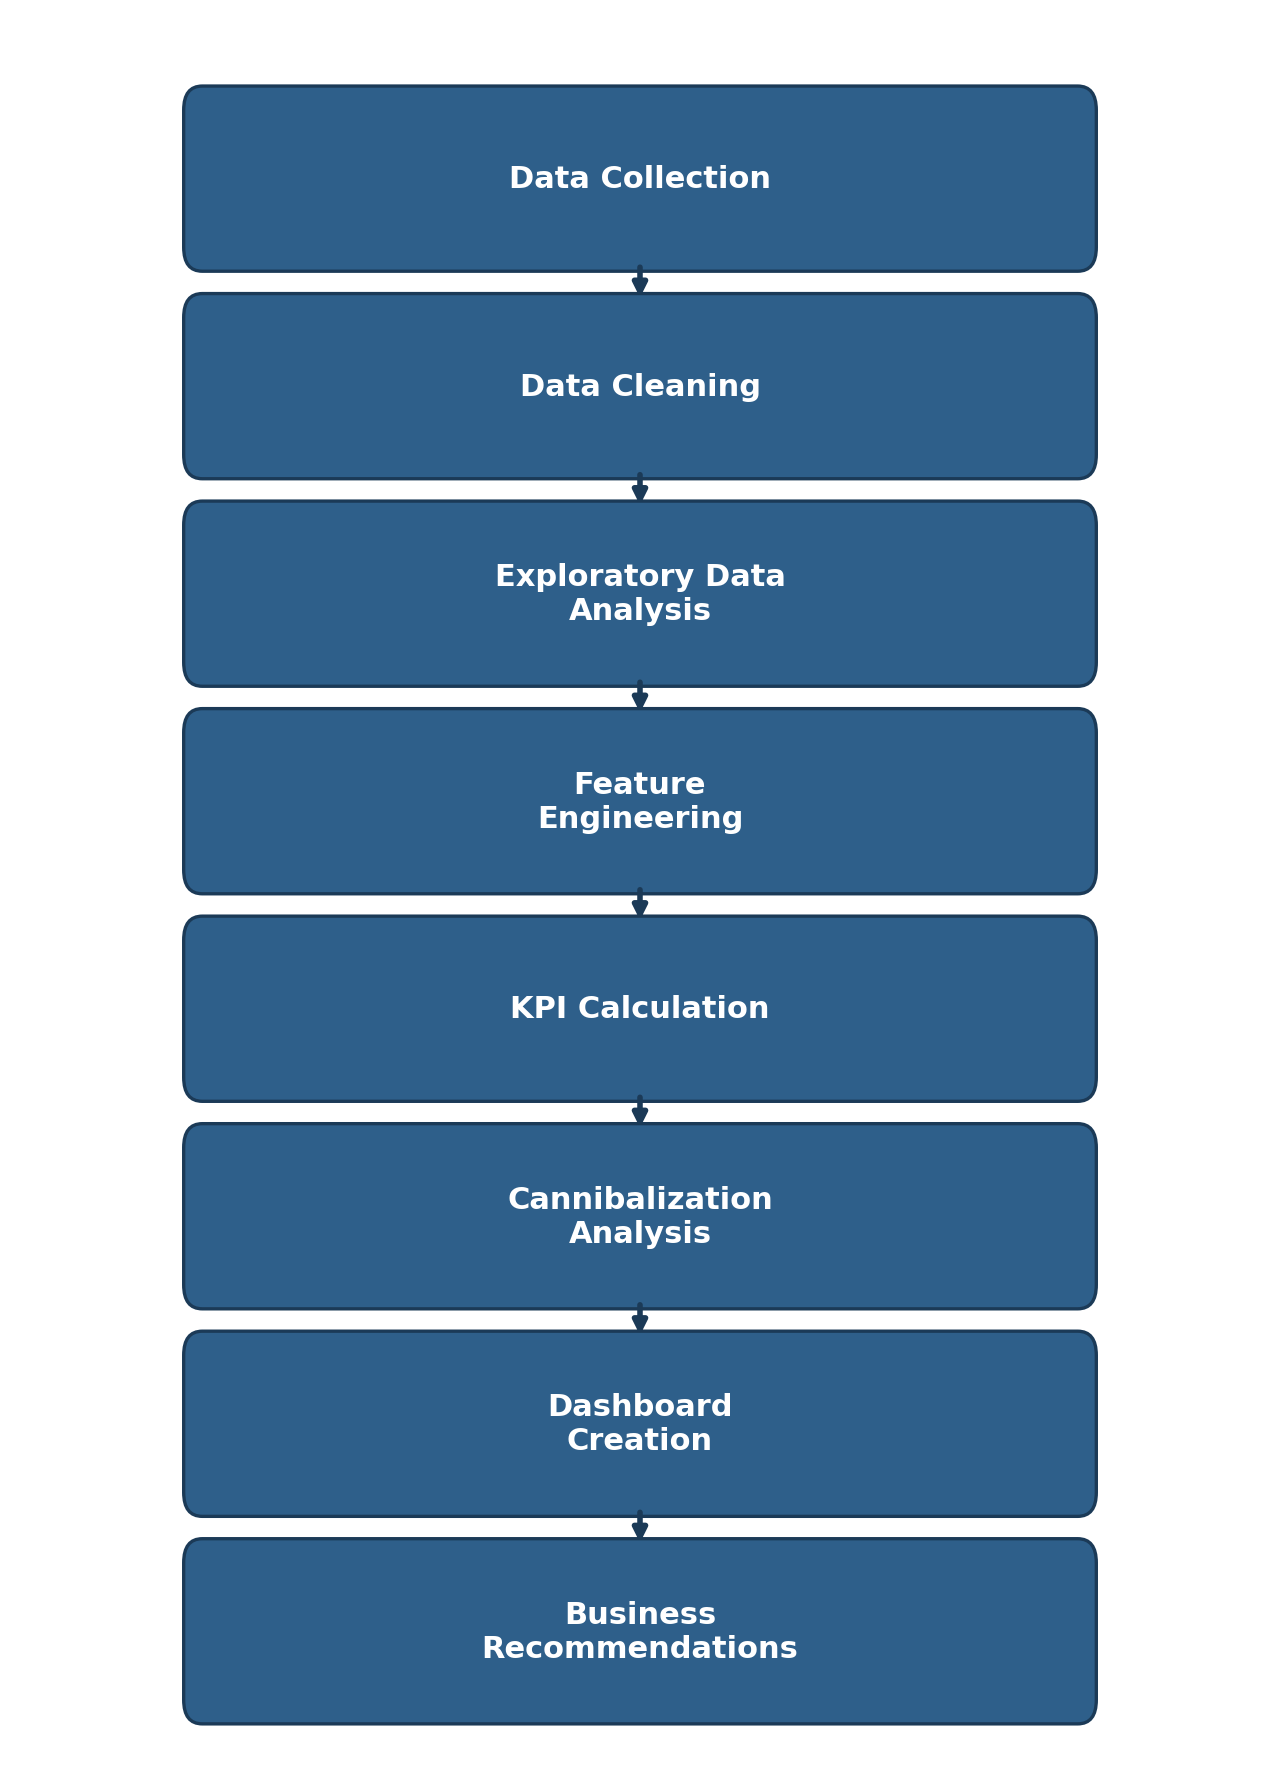 Data Collection
Data Cleaning
Exploratory Data
Analysis
Feature
Engineering
KPI Calculation
Cannibalization
Analysis
Dashboard
Creation
Business
Recommendations